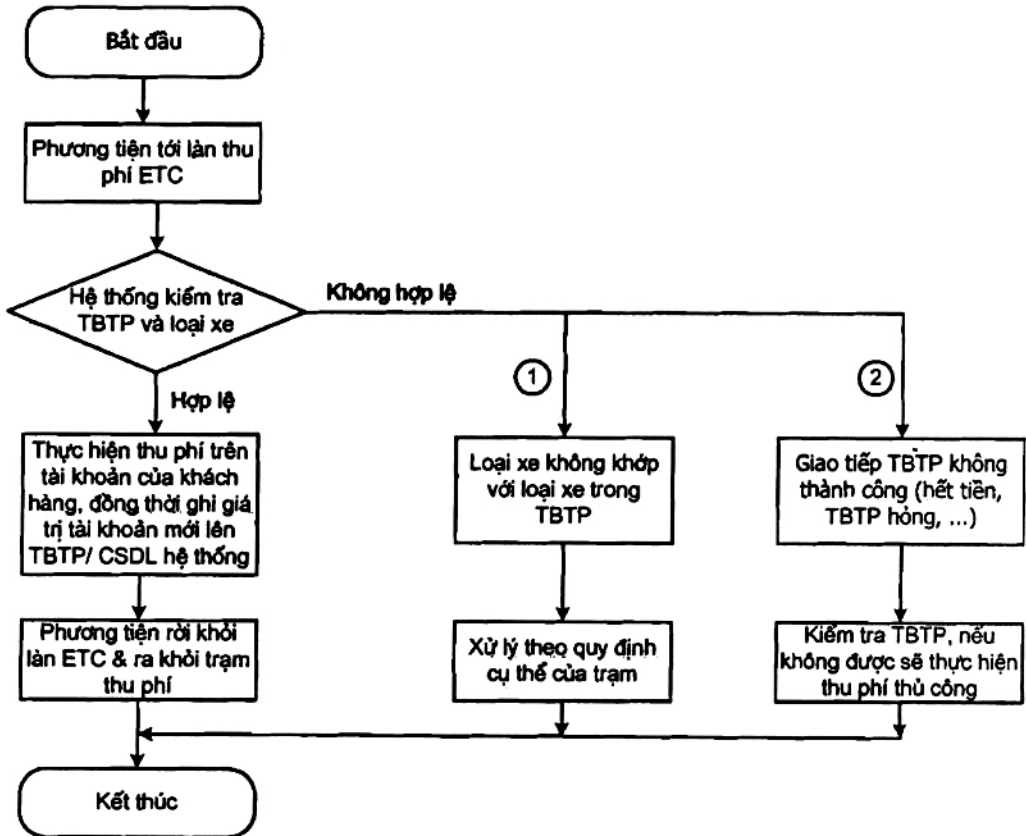 Bắt đầu
Phương tiện tới làn thu
phí ETC
Hệ thống kiểm tra
TBTP và loại xe
Không hợp lệ
Hợp lệ
1
2
Thực hiện thu phí trên
tài khoản của khách
hàng, đồng thời ghi giá
trị tài khoản mới lên
TBTP/ CSDL hệ thống
Loại xe không khớp
với loại xe trong
TBTP
Giao tiếp TBTP không
thành công (hết tiền,
TBTP hỏng, ...)
Phương tiện rời khỏi
làn ETC & ra khỏi trạm
thu phí
Xử lý theo quy định
cụ thể của trạm
Kiểm tra TBTP, nếu
không được sẽ thực hiện
thu phí thủ công
Kết thúc